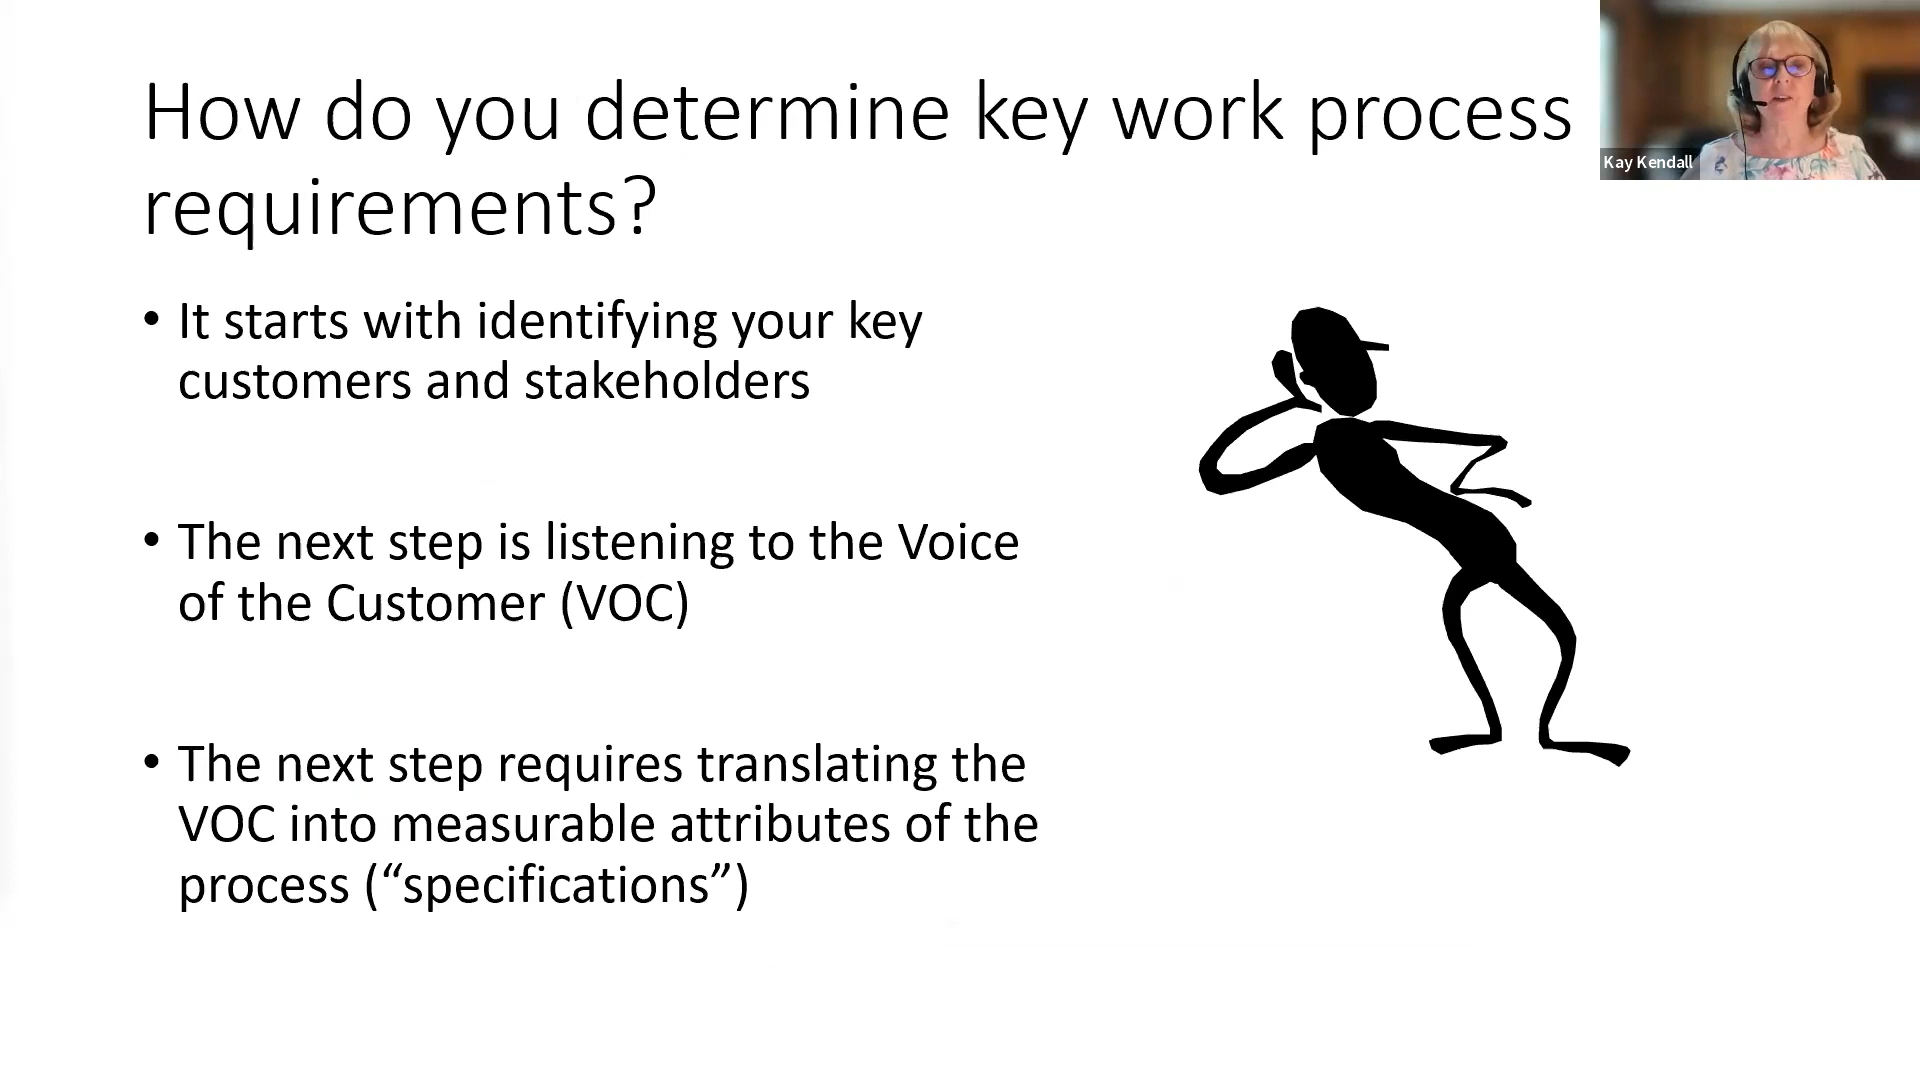 How do you determine key work process
requirements?
Kay Kendall
• It starts with identifying your key
customers and stakeholders
• The next step is listening to the Voice
of the Customer (VOC)
• The next step requires translating the
VOC into measurable attributes of the
process (“specifications”)